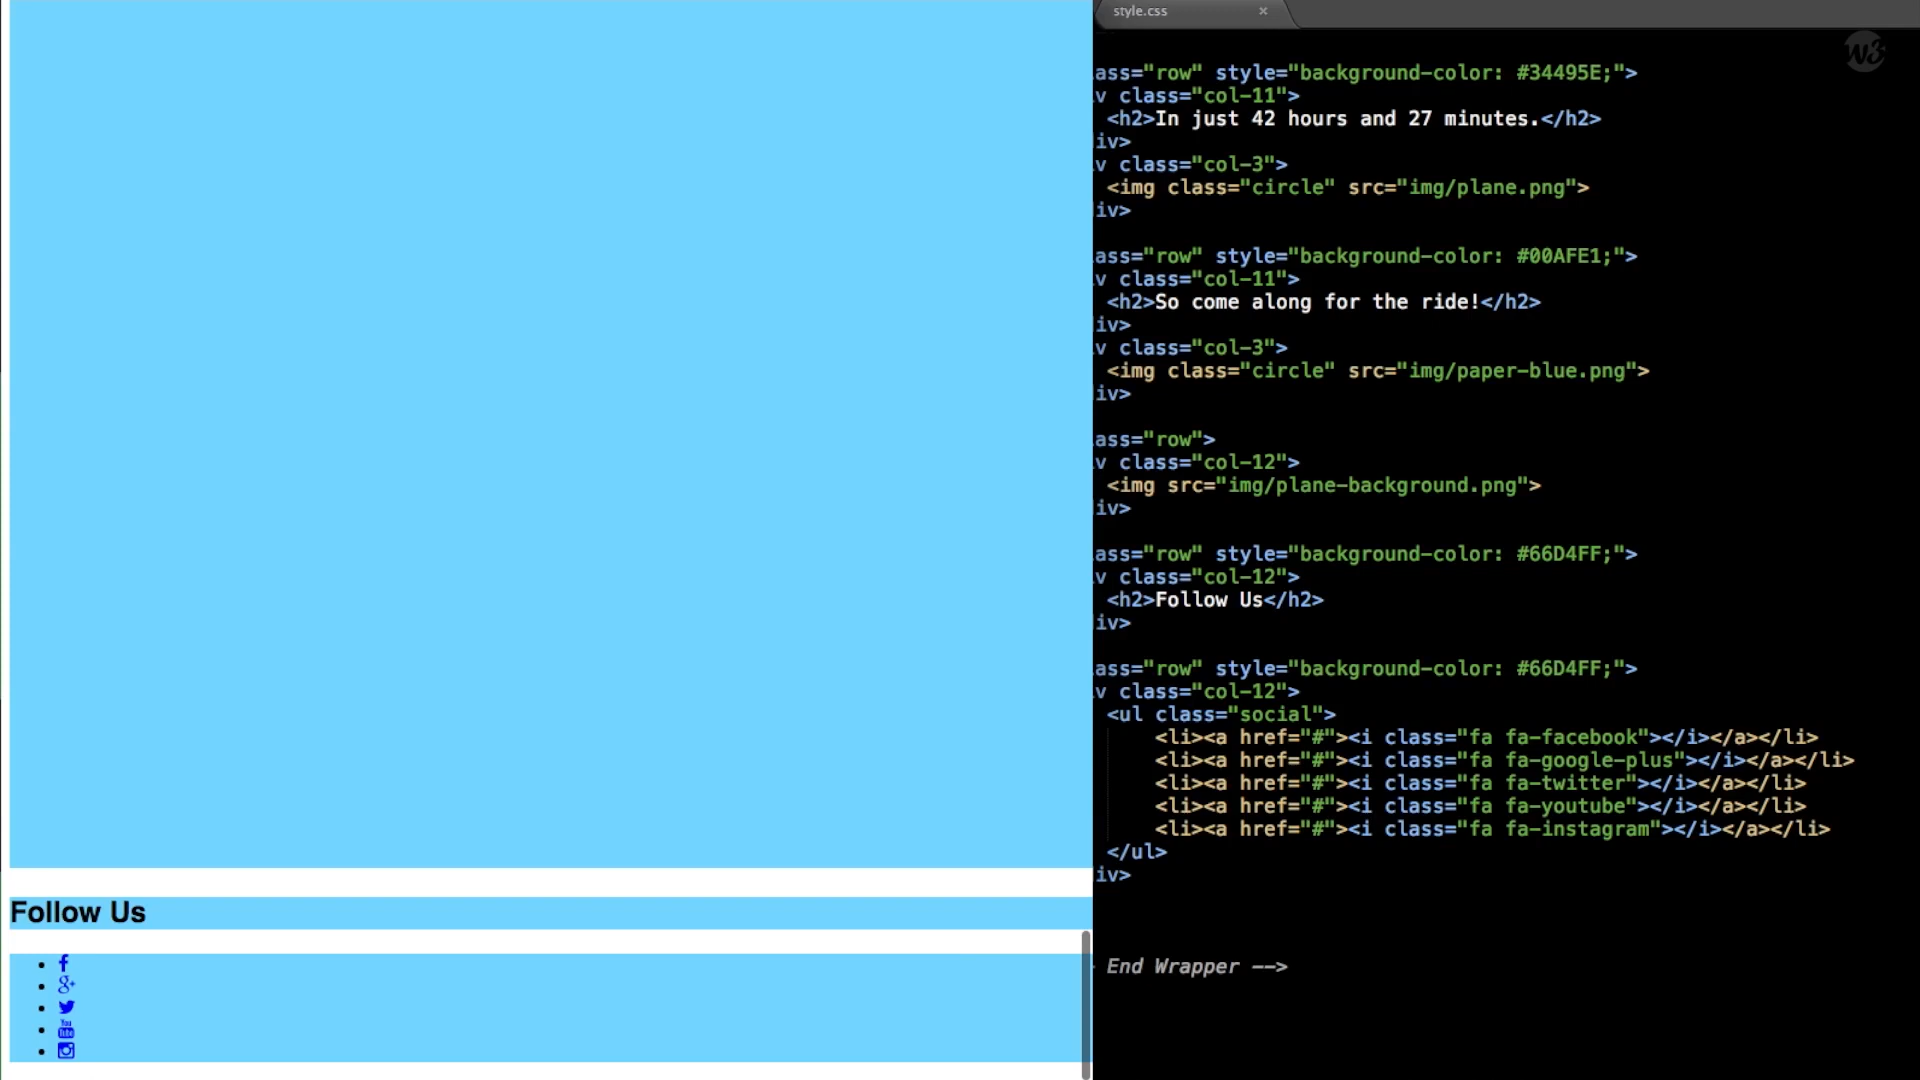 Follow Us
style.css
ass="row" style="background-color: #34495E;">
v class="col-11">
<h2>In just 42 hours and 27 minutes.</h2>
iv>
v class="col-3">
<img class="circle" src="img/plane.png">
iv>
ass="row" style="background-color: #00AFE1;">
v class="col-11">
<h2>So come along for the ride!</h2>
iv>
v class="col-3">
<img class="circle" src="img/paper-blue.png">
iv>
ass="row">
v class="col-12">
<img src="img/plane-background.png">
iv>
ass="row" style="background-color: #66D4FF;">
v class="col-12">
<h2>Follow Us</h2>
iv>
ass="row" style="background-color: #66D4FF;">
v class="col-12">
<ul class="social">
<li><a href="#"><i class="fa fa-facebook"></i></a></li>
<li><a href="#"><i class="fa fa-google-plus"></i></a></li>
<li><a href="#"><i class="fa fa-twitter"></i></a></li>
<li><a href="#"><i class="fa fa-youtube"></i></a></li>
<li><a href="#"><i class="fa fa-instagram"></i></a></li>
</ul>
iv>
End Wrapper -->
W3